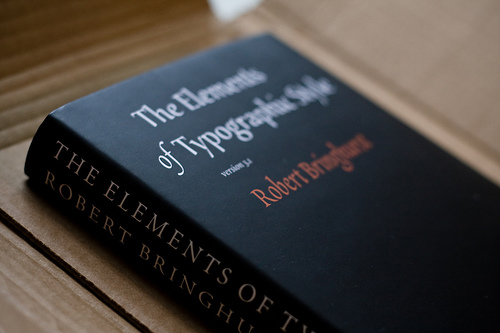 The Elements
of Typographic Style
version 3.1
Robert Bringhurst
THE ELEMENTS OF TY
ROBERT BRINGHU